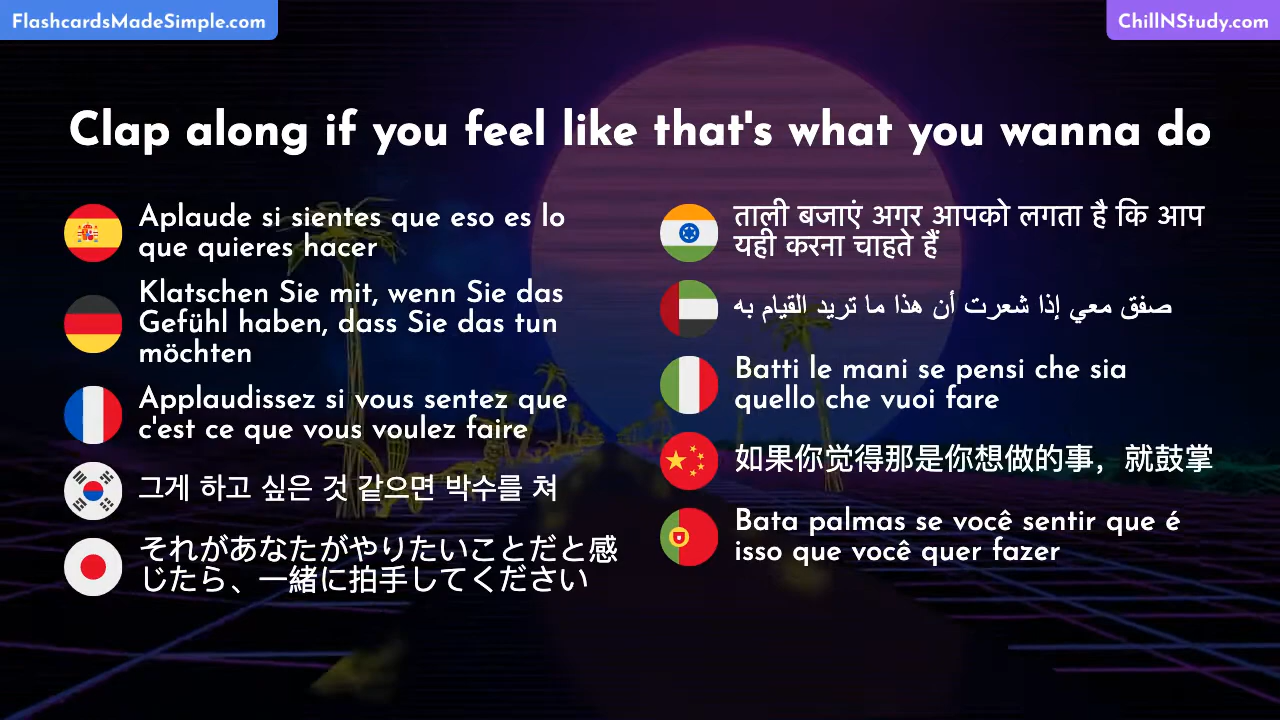 FlashcardsMadeSimple.com
ChillNStudy.com
Clap along if you feel like that's what you wanna do
Aplaude si sientes que eso es lo
que quieres hacer
Klatschen Sie mit, wenn Sie das
Gefühl haben, dass Sie das tun
möchten
Applaudissez si vous sentez que
c'est ce que vous voulez faire
그게 하고 싶은 것 같으면 박수를 쳐
それがあなたがやりたいことだと感
じたら、一緒に拍手してください
ताली बजाएं अगर आपको लगता है कि आप
यही करना चाहते हैं
صفق معي إذا شعرت أن هذا ما تريد القيام به
Batti le mani se pensi che sia
quello che vuoi fare
如果你觉得那是你想做的事，就鼓掌
Bata palmas se você sentir que é
isso que você quer fazer